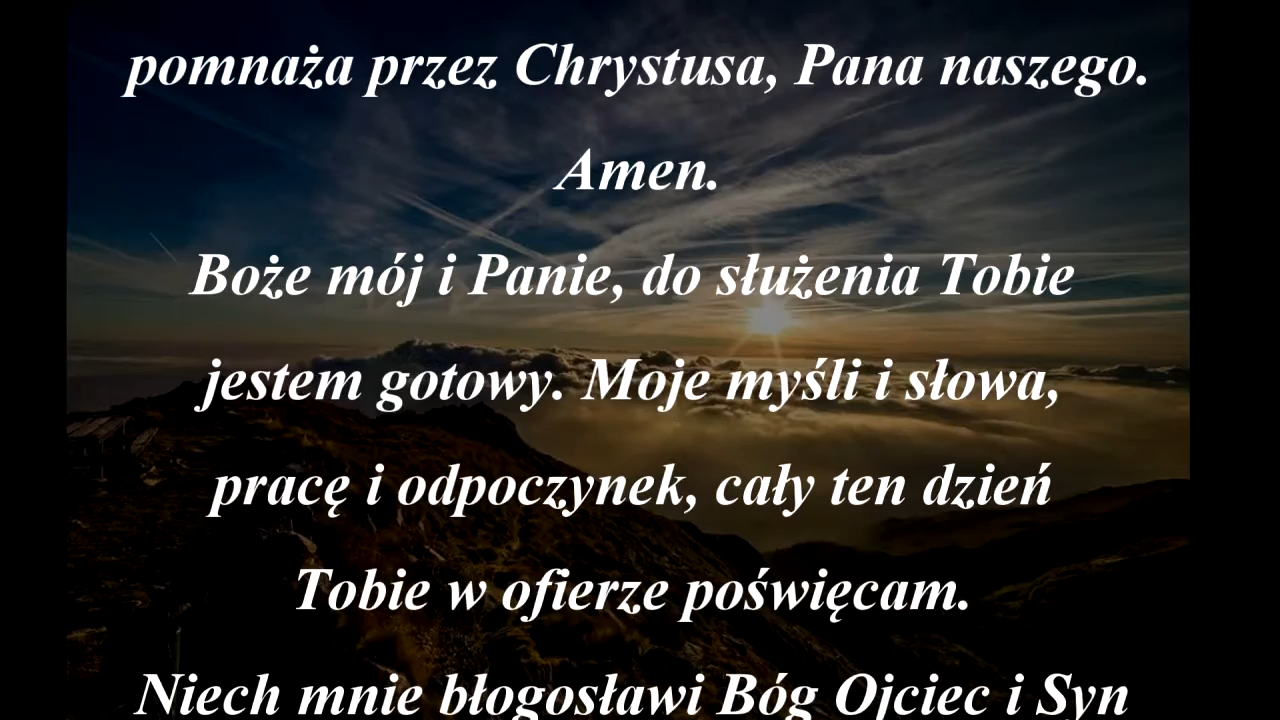 pomnaża przez Chrystusa, Pana naszego.
Amen.
Boże mój i Panie, do służenia Tobie
jestem gotowy. Moje myśli i słowa,
pracę i odpoczynek, cały ten dzień
Tobie w ofierze poświęcam.
Niech mnie błogosławi Bóg Ojciec i Syn